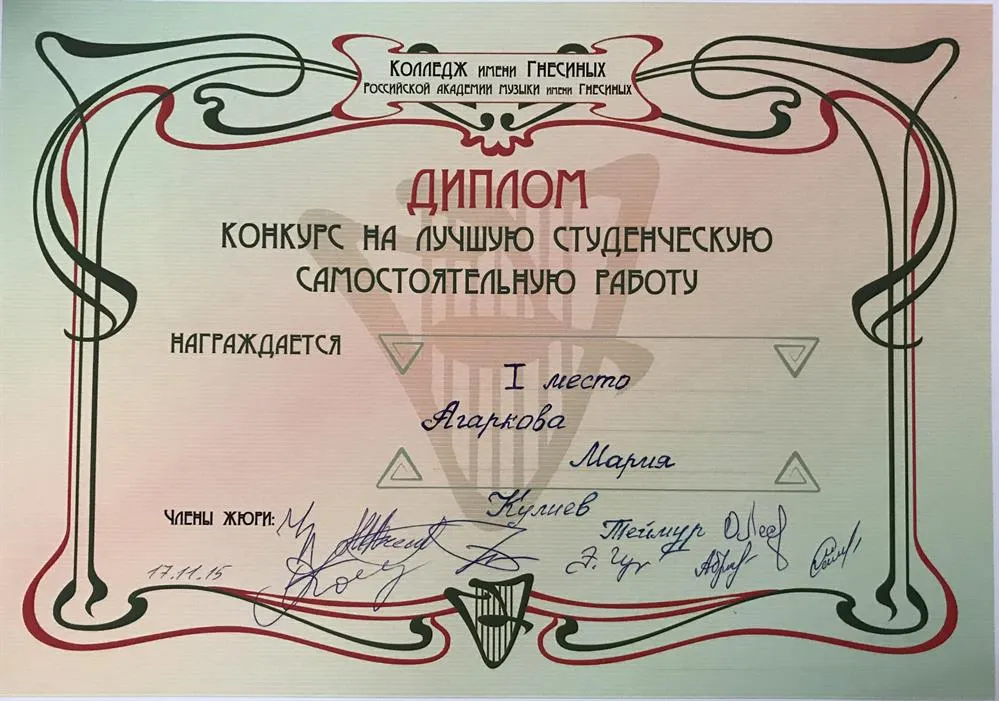 Колледж имени Гнесиных
Российской академии музыки имени Гнесиных
ДИПЛОМ
КОНКУРС НА ЛУЧШУЮ СТУДЕНЧЕСКУЮ
САМОСТОЯТЕЛЬНУЮ РАБОТУ
НАГРАЖДАЕТСЯ
I место
Агаркова
Мария
Кулиев
Теймур
Члены жюри:
17.11.15